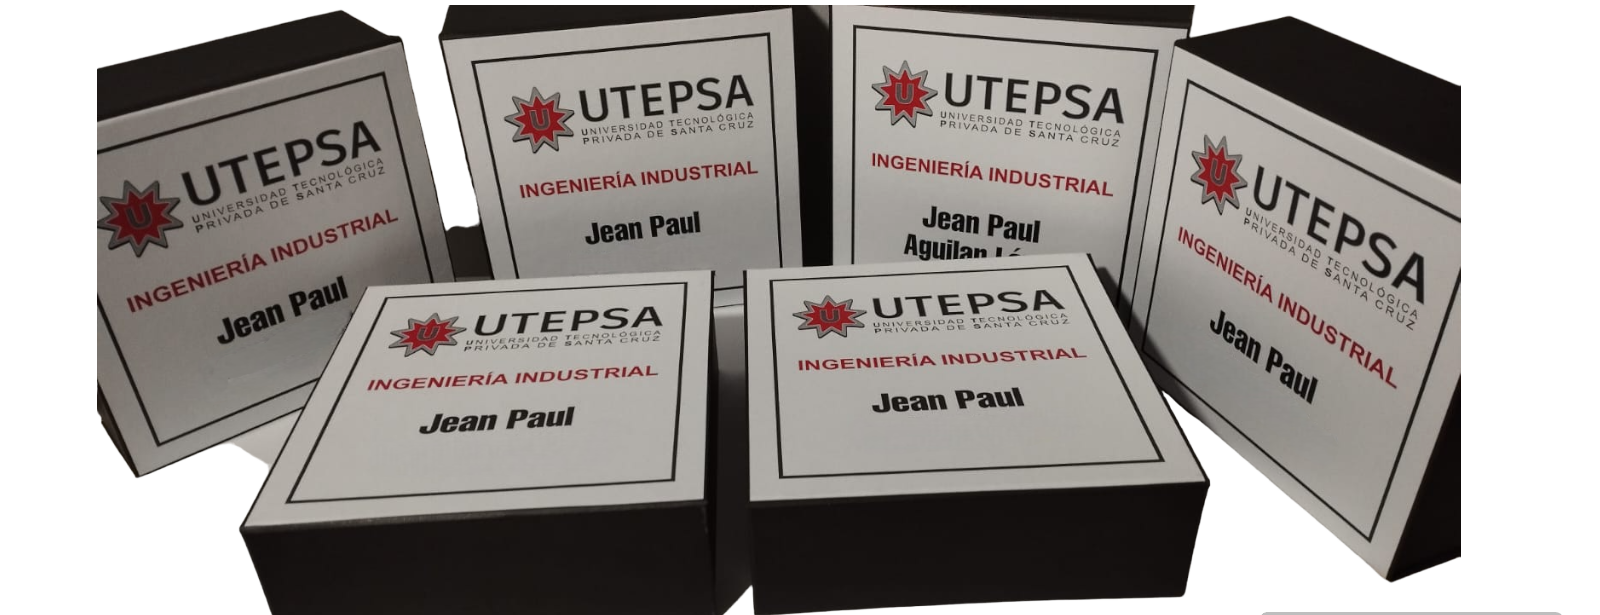 U
UTEPSA
UNIVERSIDAD TECNOLÓGICA
PRIVADA DE SANTA CRUZ
INGENIERÍA INDUSTRIAL
Jean Paul
U
UTEPSA
UNIVERSIDAD TECNOLÓGICA
PRIVADA DE SANTA CRUZ
INGENIERÍA INDUSTRIAL
Jean Paul
U
UTEPSA
UNIVERSIDAD TECNOLÓGICA
PRIVADA DE SANTA CRUZ
INGENIERÍA INDUSTRIAL
Jean Paul
U
UTEPSA
UNIVERSIDAD TECNOLÓGICA
PRIVADA DE SANTA CRUZ
INGENIERÍA INDUSTRIAL
Jean Paul
U
UTEPSA
UNIVERSIDAD TECNOLÓGICA
PRIVADA DE SANTA CRUZ
INGENIERÍA INDUSTRIAL
Jean Paul
U
UTEPSA
UNIVERSIDAD TECNOLÓGICA
PRIVADA DE SANTA CRUZ
INGENIERÍA INDUSTRIAL
Jean Paul